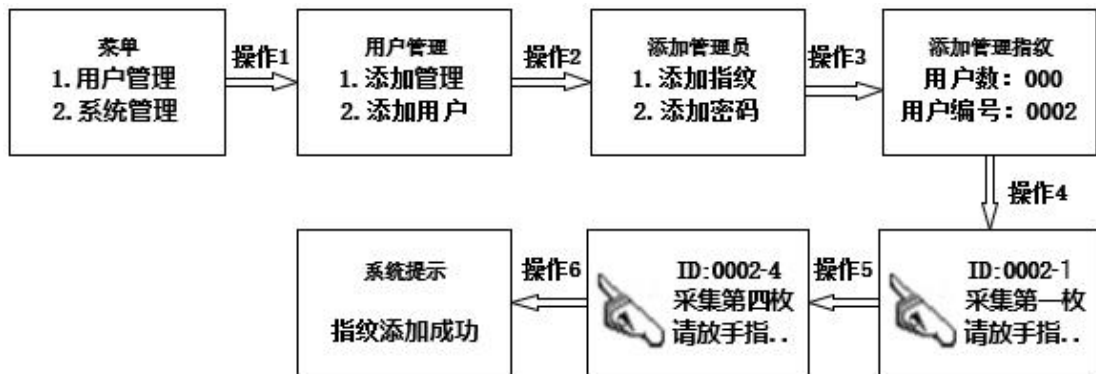 菜单
1.用户管理
2.系统管理
操作1
用户管理
1.添加管理
2.添加用户
操作2
添加管理员
1.添加指纹
2.添加密码
操作3
添加管理指纹
用户数：000
用户编号：0002
操作4
ID:0002-1
采集第一枚
请放手指..
操作5
ID:0002-4
采集第四枚
请放手指..
操作6
系统提示
指纹添加成功